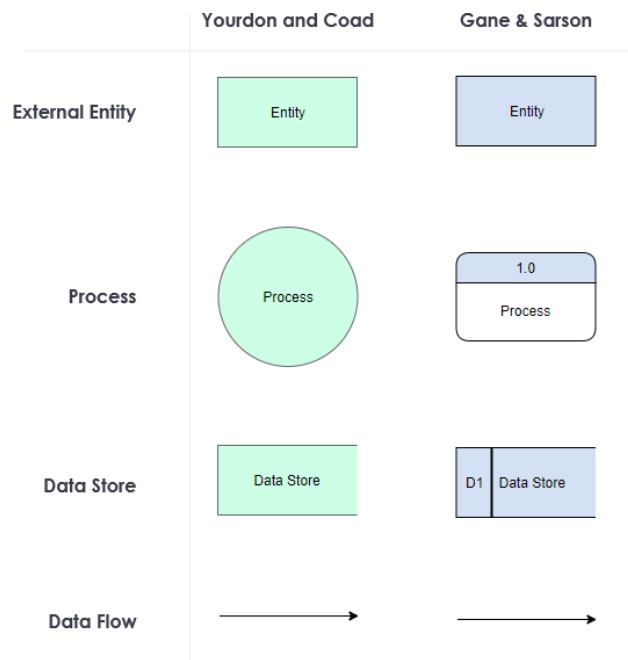 Yourdon and Coad Gane & Sarson
External Entity Entity Entity
1.0
Process Process Process
Data Store Data Store D1 Data Store
Data Flow